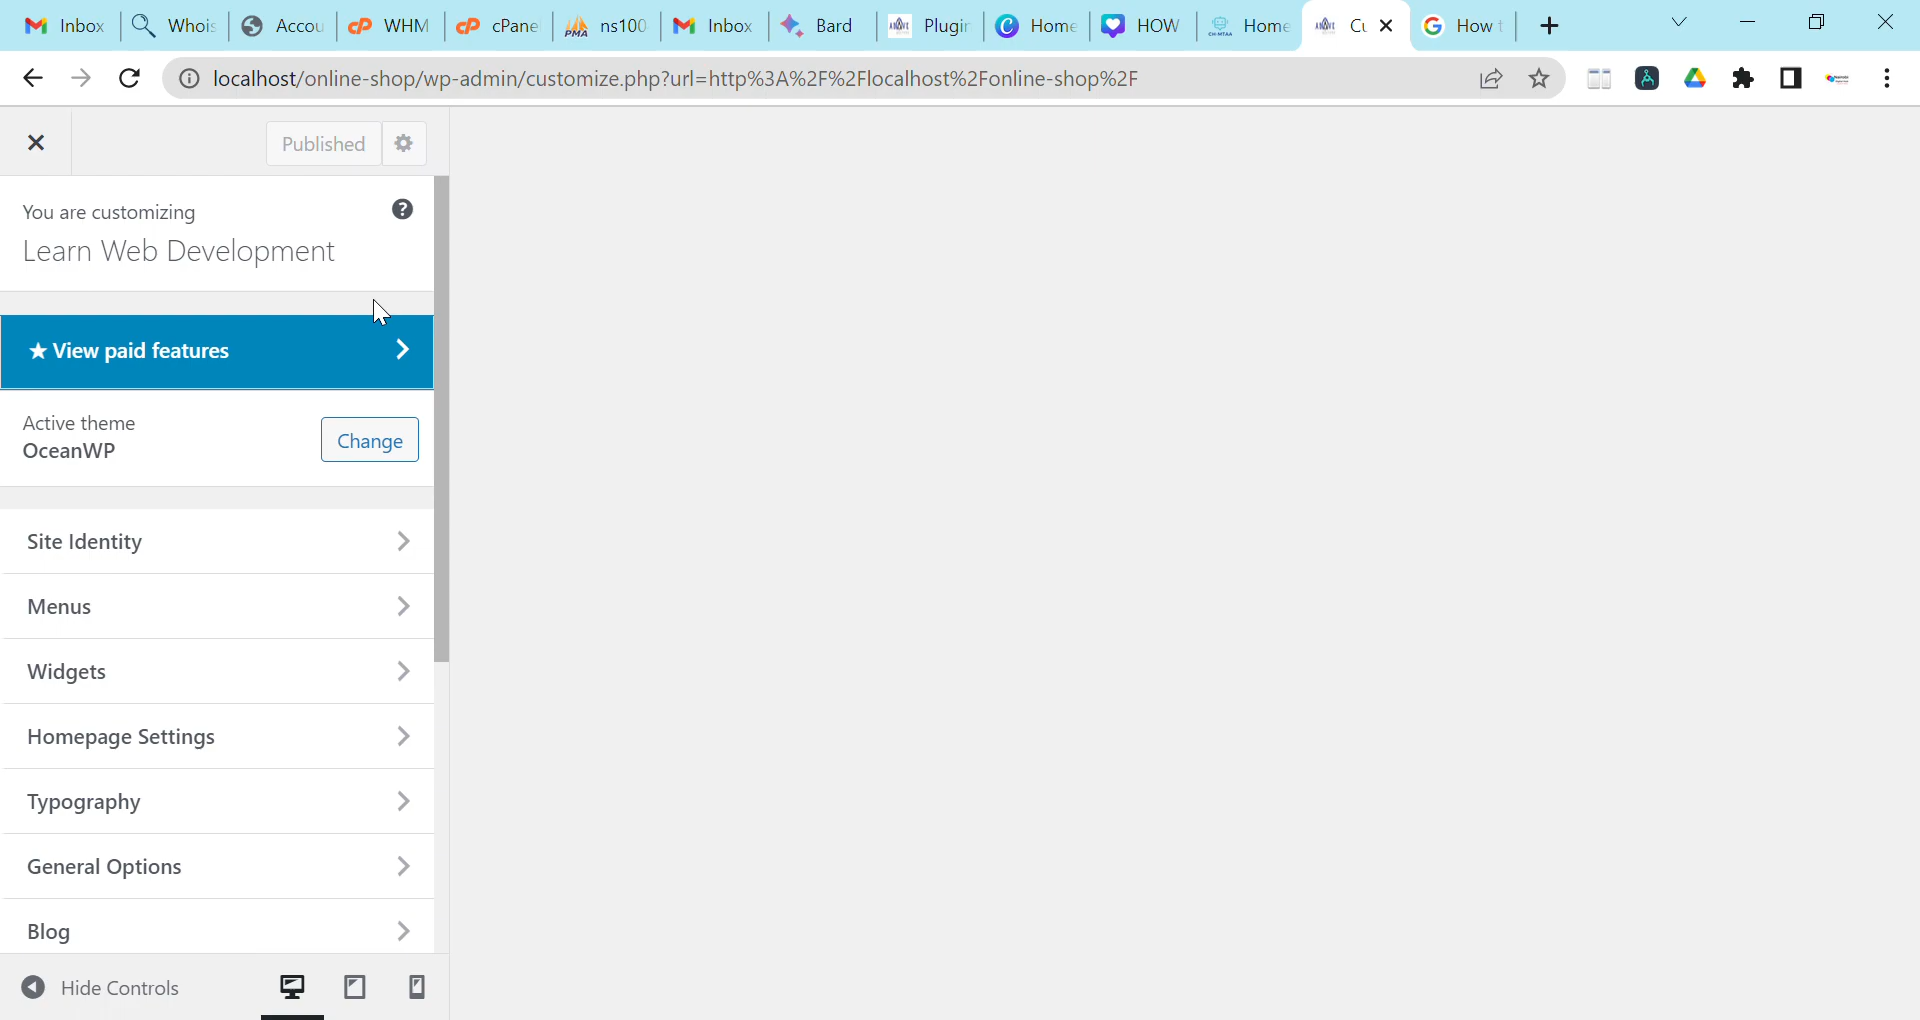 Inbox Whois Accou WHM cPane ns100 Inbox Bard Plugin Home HOW Home Cu How t
localhost/online-shop/wp-admin/customize.php?url=http%3A%2F%2Flocalhost%2Fonline-shop%2F
Published
You are customizing
Learn Web Development
★ View paid features
Active theme
OceanWP
Change
Site Identity
Menus
Widgets
Homepage Settings
Typography
General Options
Blog
Hide Controls